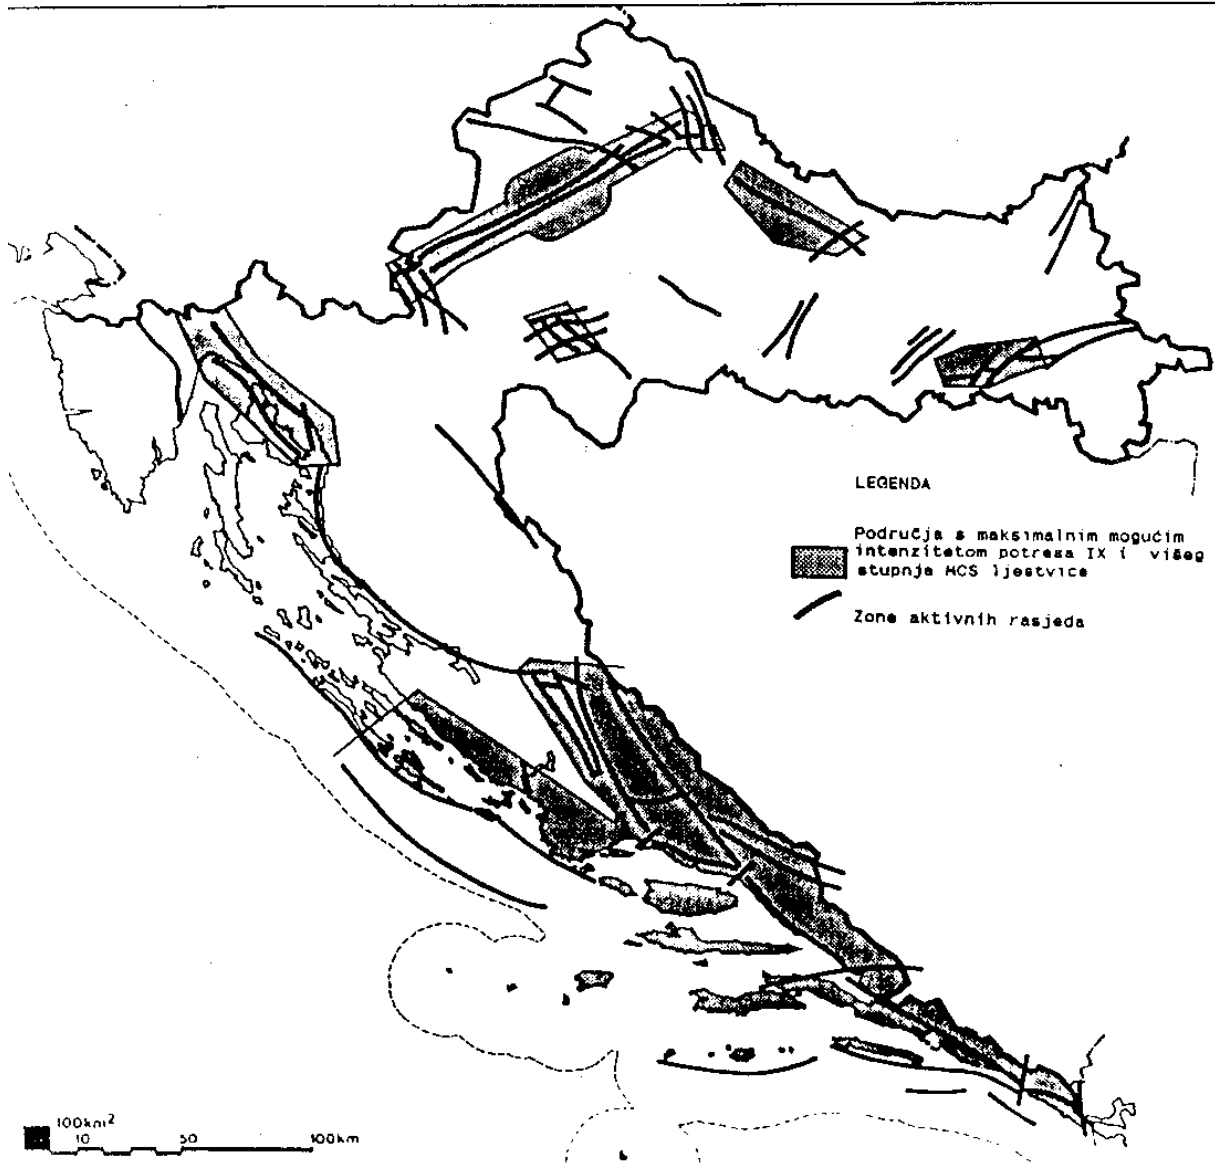 LEGENDA
Područja s maksimalnim mogućim
intenzitetom potresa IX i višeg
stupnja MCS ljestvice
Zone aktivnih rasjeda
100km²
10 50 100km